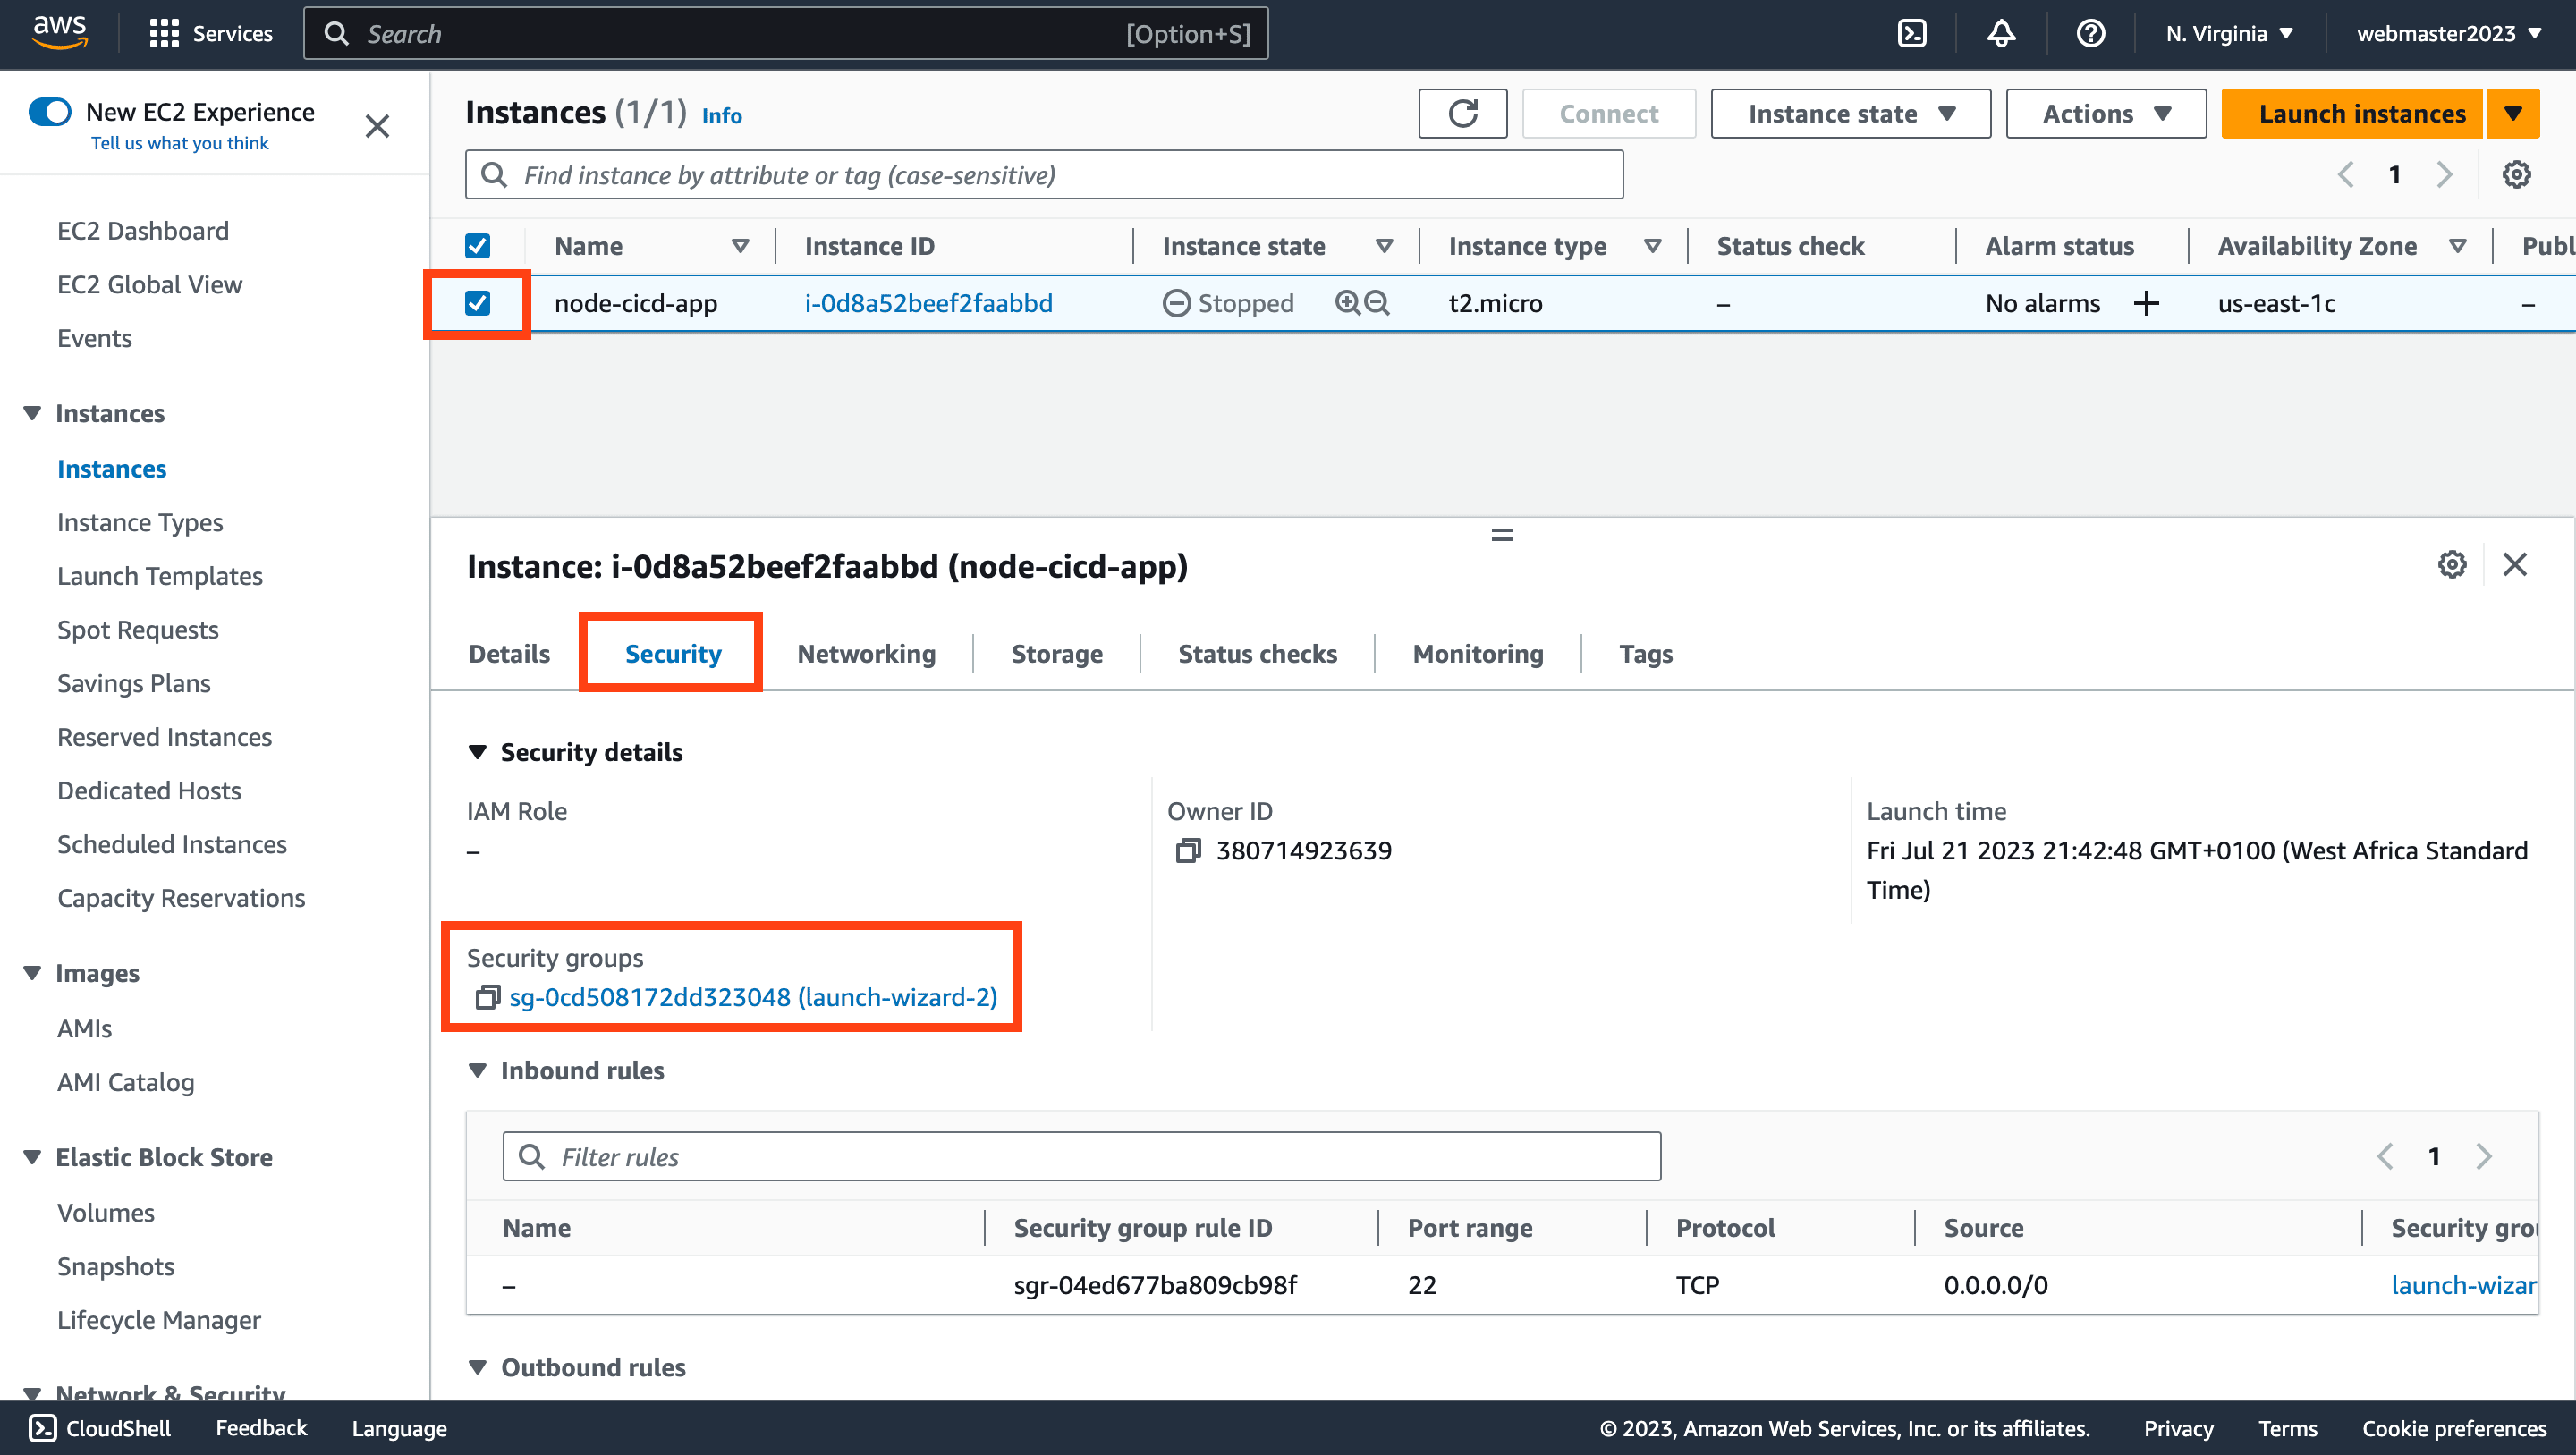 aws Services Search [Option+S] N. Virginia webmaster2023
New EC2 Experience
Tell us what you think
EC2 Dashboard
EC2 Global View
Events
Instances
Instances
Instance Types
Launch Templates
Spot Requests
Savings Plans
Reserved Instances
Dedicated Hosts
Scheduled Instances
Capacity Reservations
Images
AMIs
AMI Catalog
Elastic Block Store
Volumes
Snapshots
Lifecycle Manager
Network & Security
Instances (1/1) Info Connect Instance state Actions Launch instances
Find instance by attribute or tag (case-sensitive) 1
Name Instance ID Instance state Instance type Status check Alarm status Availability Zone Publ
node-cicd-app i-0d8a52beef2faabbd Stopped t2.micro – No alarms + us-east-1c –
Instance: i-0d8a52beef2faabbd (node-cicd-app)
Details Security Networking Storage Status checks Monitoring Tags
Security details
IAM Role
–
Owner ID
380714923639
Launch time
Fri Jul 21 2023 21:42:48 GMT+0100 (West Africa Standard
Time)
Security groups
sg-0cd508172dd323048 (launch-wizard-2)
Inbound rules
Filter rules 1
Name Security group rule ID Port range Protocol Source Security grou
– sgr-04ed677ba809cb98f 22 TCP 0.0.0.0/0 launch-wizar
Outbound rules
CloudShell Feedback Language © 2023, Amazon Web Services, Inc. or its affiliates. Privacy Terms Cookie preferences